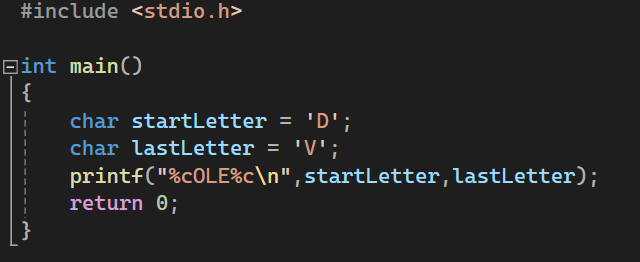 #include <stdio.h>
int main()
{
char startLetter = 'D';
char lastLetter = 'V';
printf("%cOLE%c\n",startLetter,lastLetter);
return 0;
}